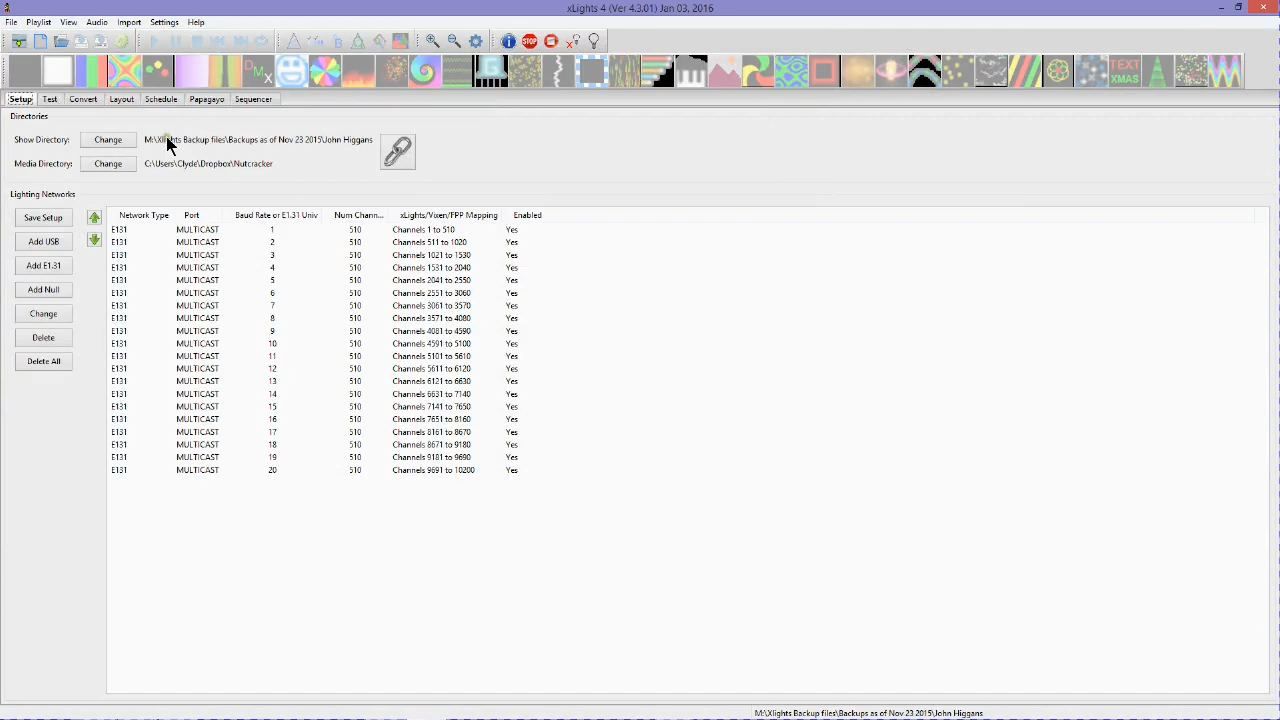 xLights 4 (Ver 4.3.01) Jan 03, 2016
File Playlist View Audio Import Settings Help
DMX
TEXT XMAS
Setup Test Convert Layout Schedule Papagayo Sequencer
Directories
Show Directory: Change M:\Xlights Backup files\Backups as of Nov 23 2015\John Higgans
Media Directory: Change C:\Users\Clyde\Dropbox\Nutcracker
Lighting Networks
Save Setup
Add USB
Add E1.31
Add Null
Change
Delete
Delete All
Network Type Port Baud Rate or E1.31 Univ Num Chann... xLights/Vixen/FPP Mapping Enabled
E131 MULTICAST 1 510 Channels 1 to 510 Yes
E131 MULTICAST 2 510 Channels 511 to 1020 Yes
E131 MULTICAST 3 510 Channels 1021 to 1530 Yes
E131 MULTICAST 4 510 Channels 1531 to 2040 Yes
E131 MULTICAST 5 510 Channels 2041 to 2550 Yes
E131 MULTICAST 6 510 Channels 2551 to 3060 Yes
E131 MULTICAST 7 510 Channels 3061 to 3570 Yes
E131 MULTICAST 8 510 Channels 3571 to 4080 Yes
E131 MULTICAST 9 510 Channels 4081 to 4590 Yes
E131 MULTICAST 10 510 Channels 4591 to 5100 Yes
E131 MULTICAST 11 510 Channels 5101 to 5610 Yes
E131 MULTICAST 12 510 Channels 5611 to 6120 Yes
E131 MULTICAST 13 510 Channels 6121 to 6630 Yes
E131 MULTICAST 14 510 Channels 6631 to 7140 Yes
E131 MULTICAST 15 510 Channels 7141 to 7650 Yes
E131 MULTICAST 16 510 Channels 7651 to 8160 Yes
E131 MULTICAST 17 510 Channels 8161 to 8670 Yes
E131 MULTICAST 18 510 Channels 8671 to 9180 Yes
E131 MULTICAST 19 510 Channels 9181 to 9690 Yes
E131 MULTICAST 20 510 Channels 9691 to 10200 Yes
M:\Xlights Backup files\Backups as of Nov 23 2015\John Higgans